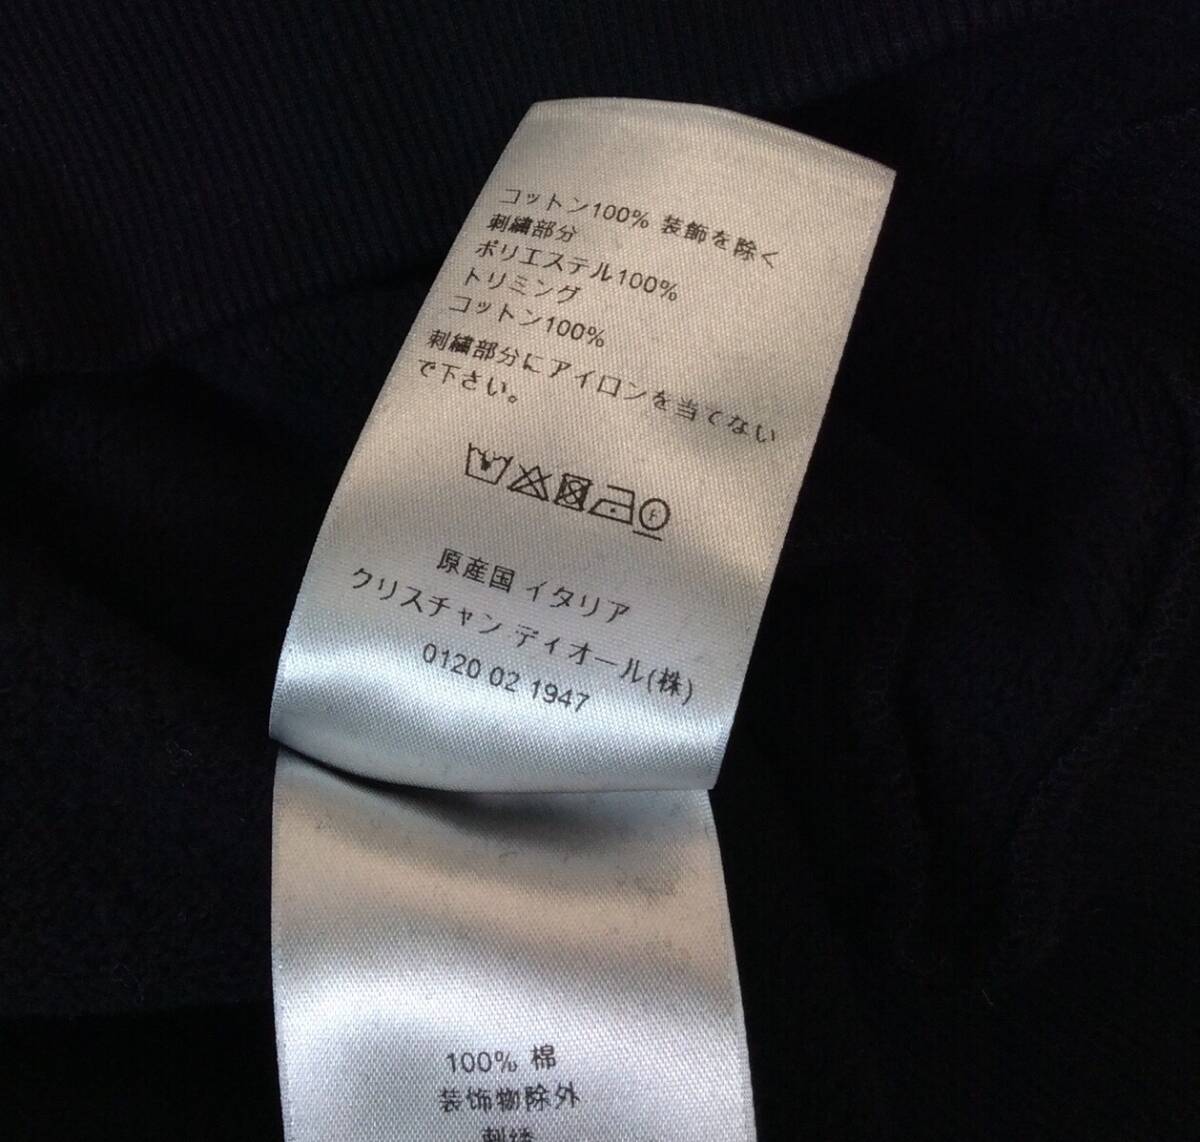 コットン100% 装飾を除く
刺繍部分
ポリエステル100%
トリミング
コットン100%
刺繍部分にアイロンを当てない
で下さい。
F
原産国 イタリア
クリスチャン ディオール(株)
0120 02 1947
100% 棉
装饰物除外
刺绣